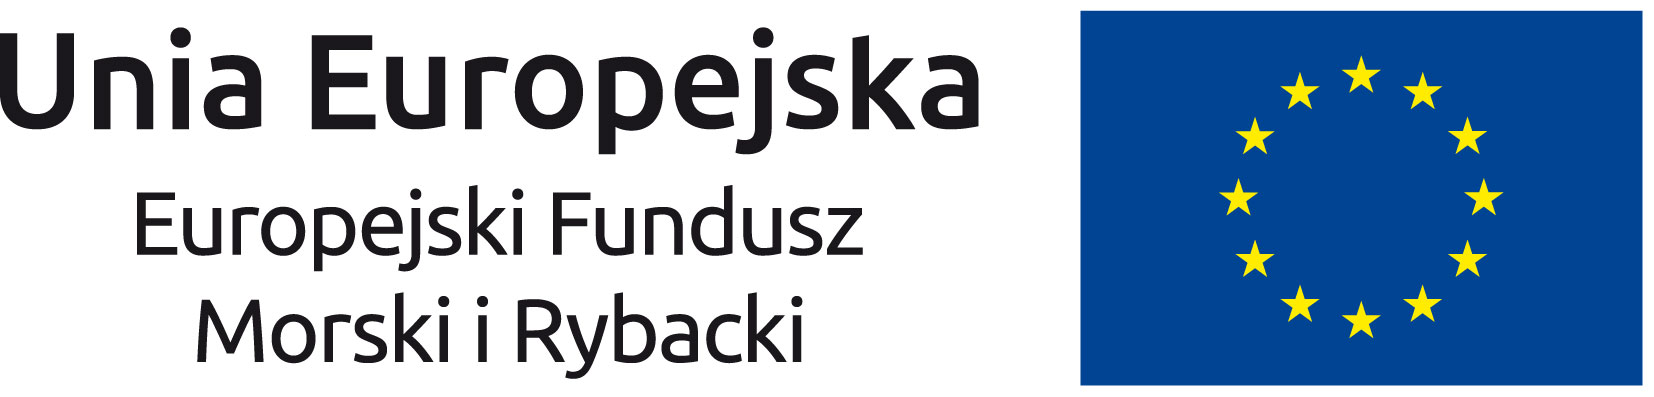 Unia Europejska
Europejski Fundusz
Morski i Rybacki